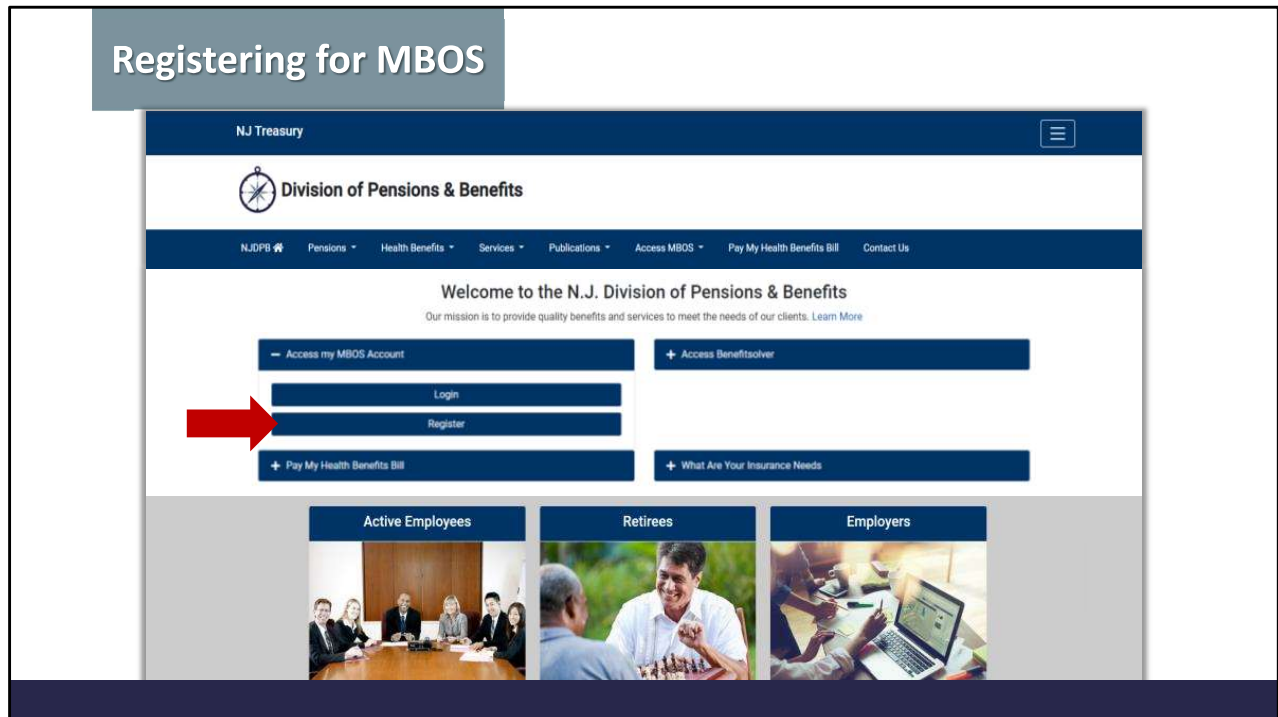 Registering for MBOS
NJ Treasury
Division of Pensions & Benefits
NJDPB Pensions Health Benefits Services Publications Access MBOS Pay My Health Benefits Bill Contact Us
Welcome to the N.J. Division of Pensions & Benefits
Our mission is to provide quality benefits and services to meet the needs of our clients. Learn More
− Access my MBOS Account
+ Access Benefitsolver
Login
Register
+ Pay My Health Benefits Bill
+ What Are Your Insurance Needs
Active Employees
Retirees
Employers